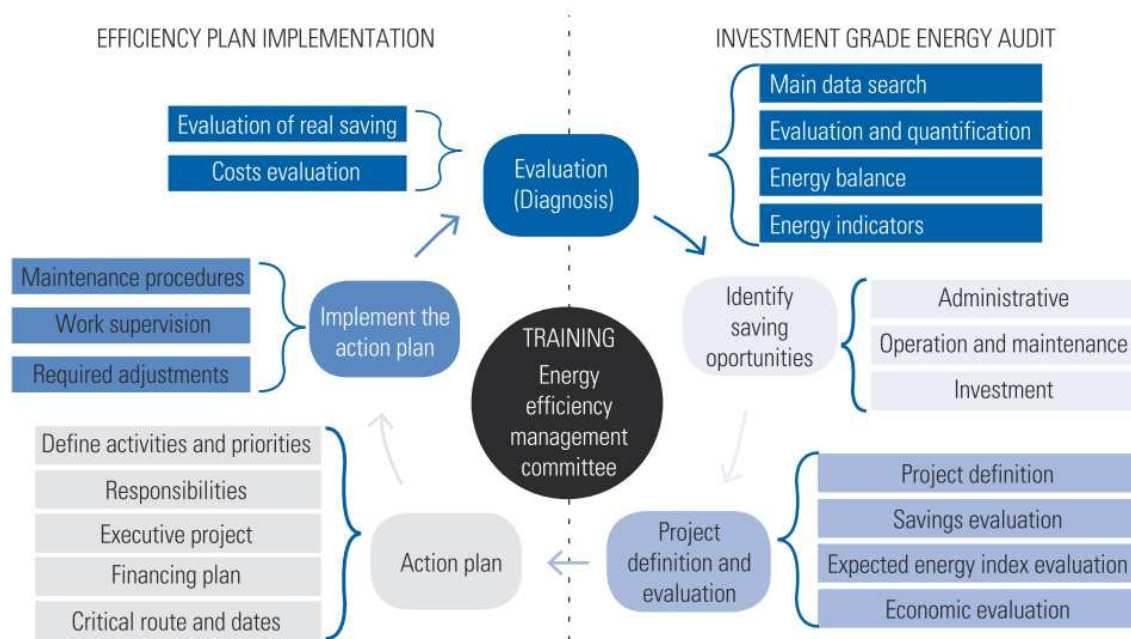 EFFICIENCY PLAN IMPLEMENTATION
INVESTMENT GRADE ENERGY AUDIT
Evaluation of real saving
Costs evaluation
Evaluation
(Diagnosis)
Main data search
Evaluation and quantification
Energy balance
Energy indicators
Maintenance procedures
Work supervision
Required adjustments
Implement the
action plan
TRAINING
Energy
efficiency
management
committee
Identify
saving
oportunities
Administrative
Operation and maintenance
Investment
Define activities and priorities
Responsibilities
Executive project
Financing plan
Critical route and dates
Action plan
Project
definition and
evaluation
Project definition
Savings evaluation
Expected energy index evaluation
Economic evaluation